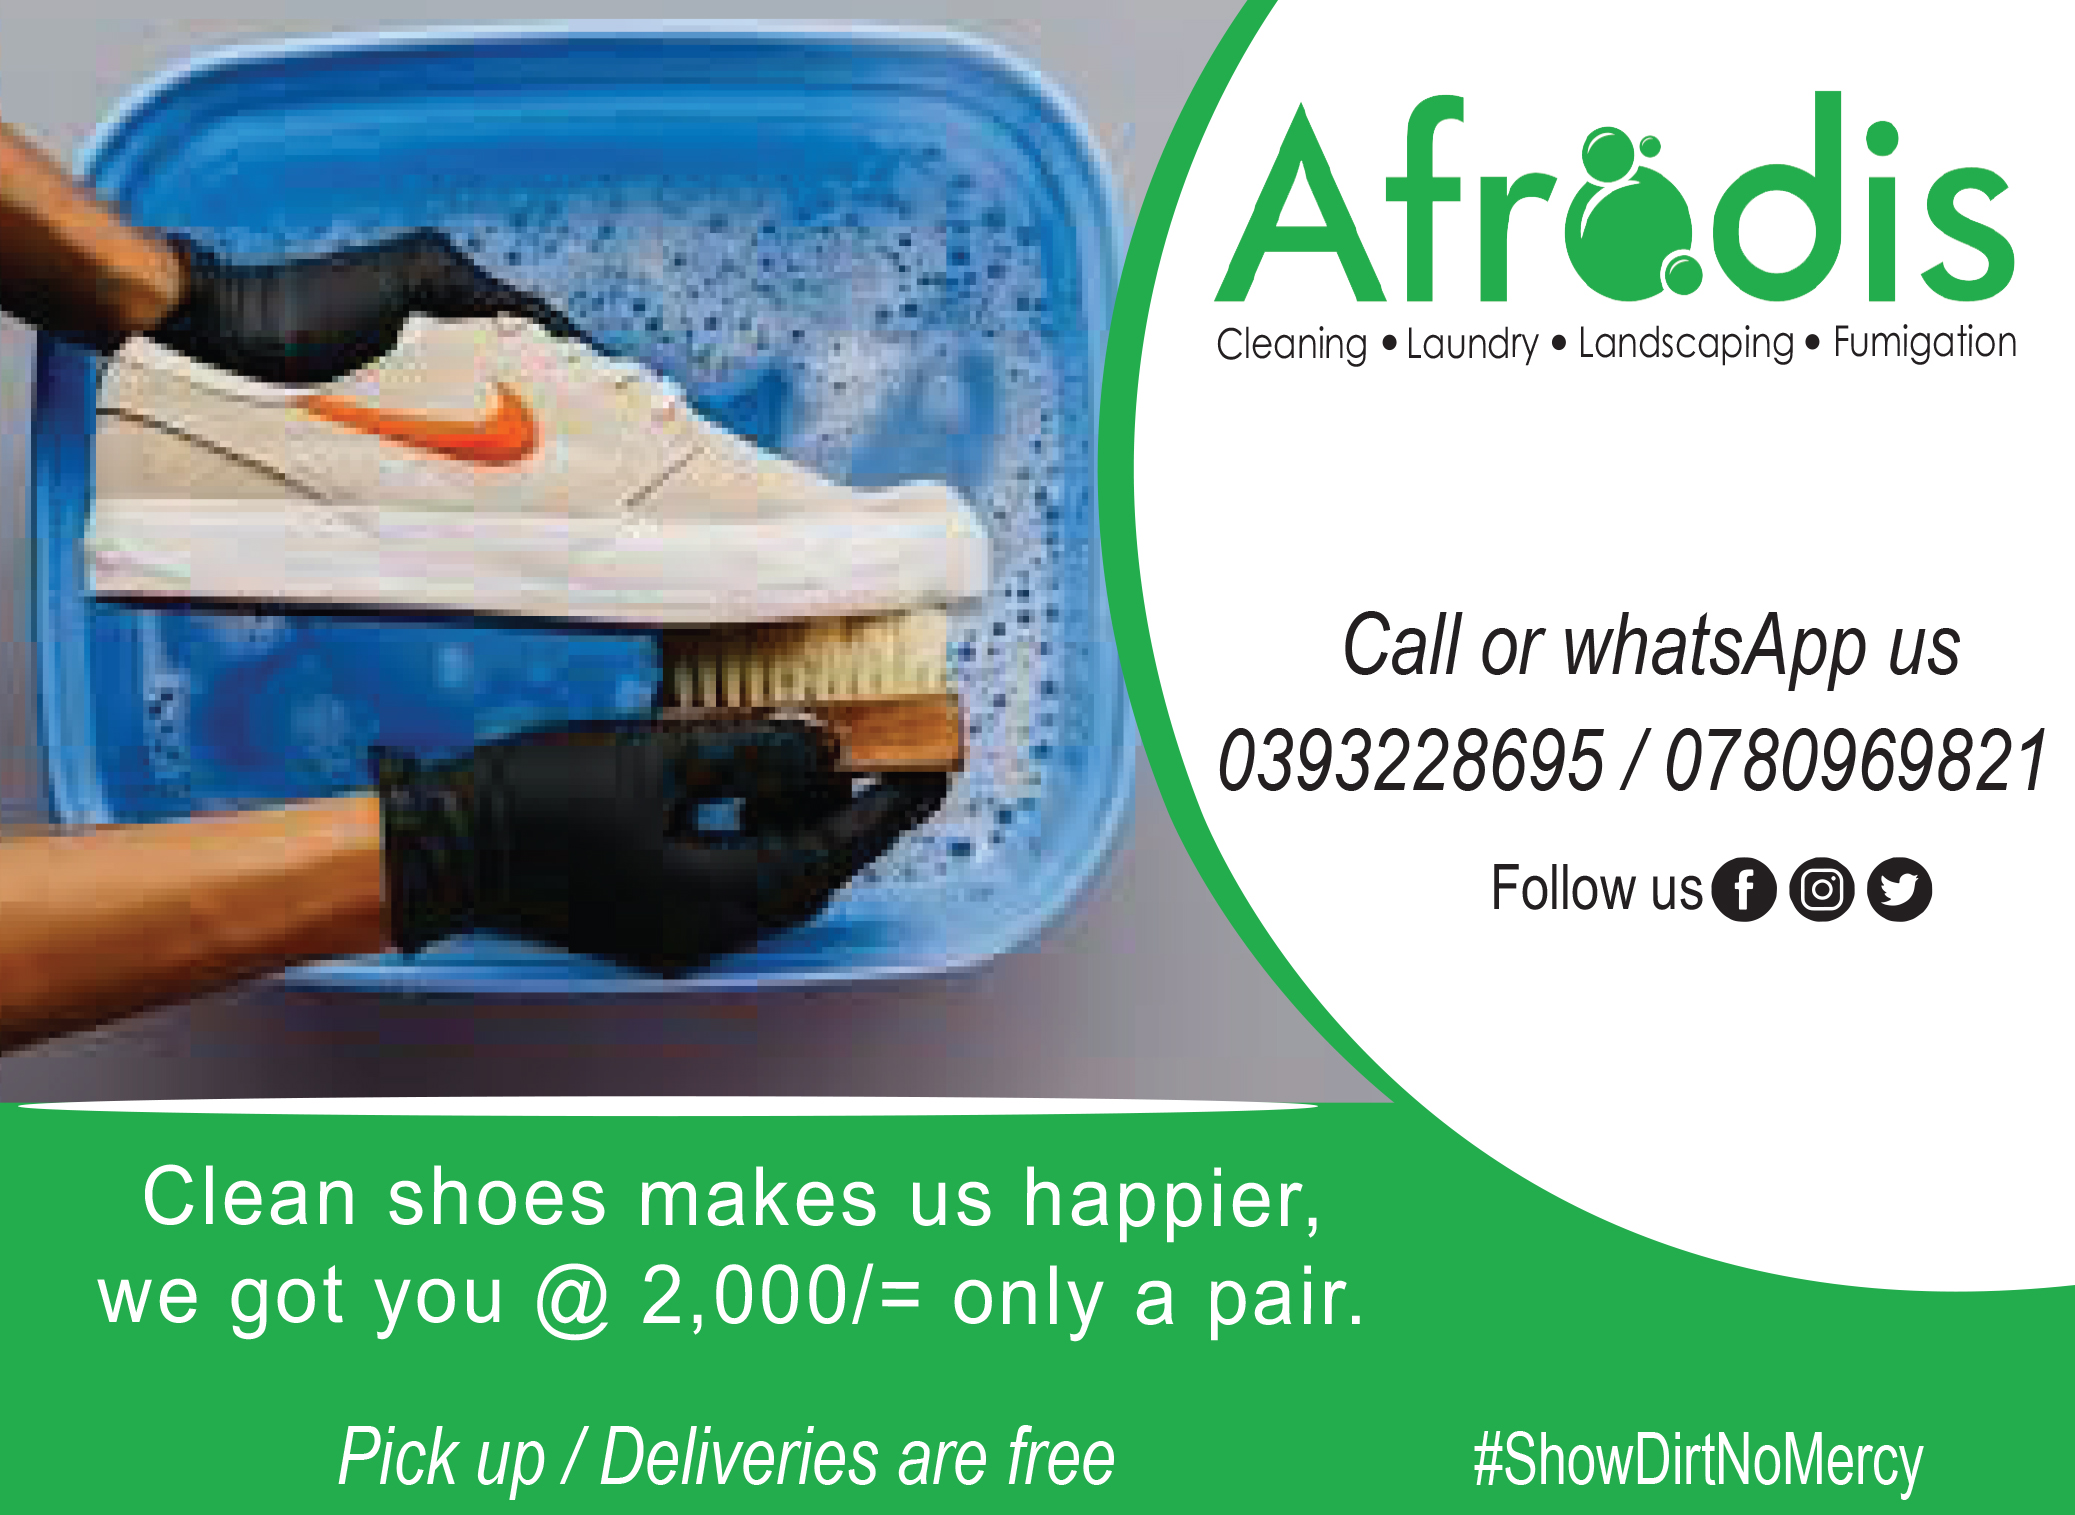 Afrodis
Cleaning • Laundry • Landscaping • Fumigation
Call or whatsApp us
0393228695 / 0780969821
Follow us
Clean shoes makes us happier,
we got you @ 2,000/= only a pair.
Pick up / Deliveries are free
#ShowDirtNoMercy